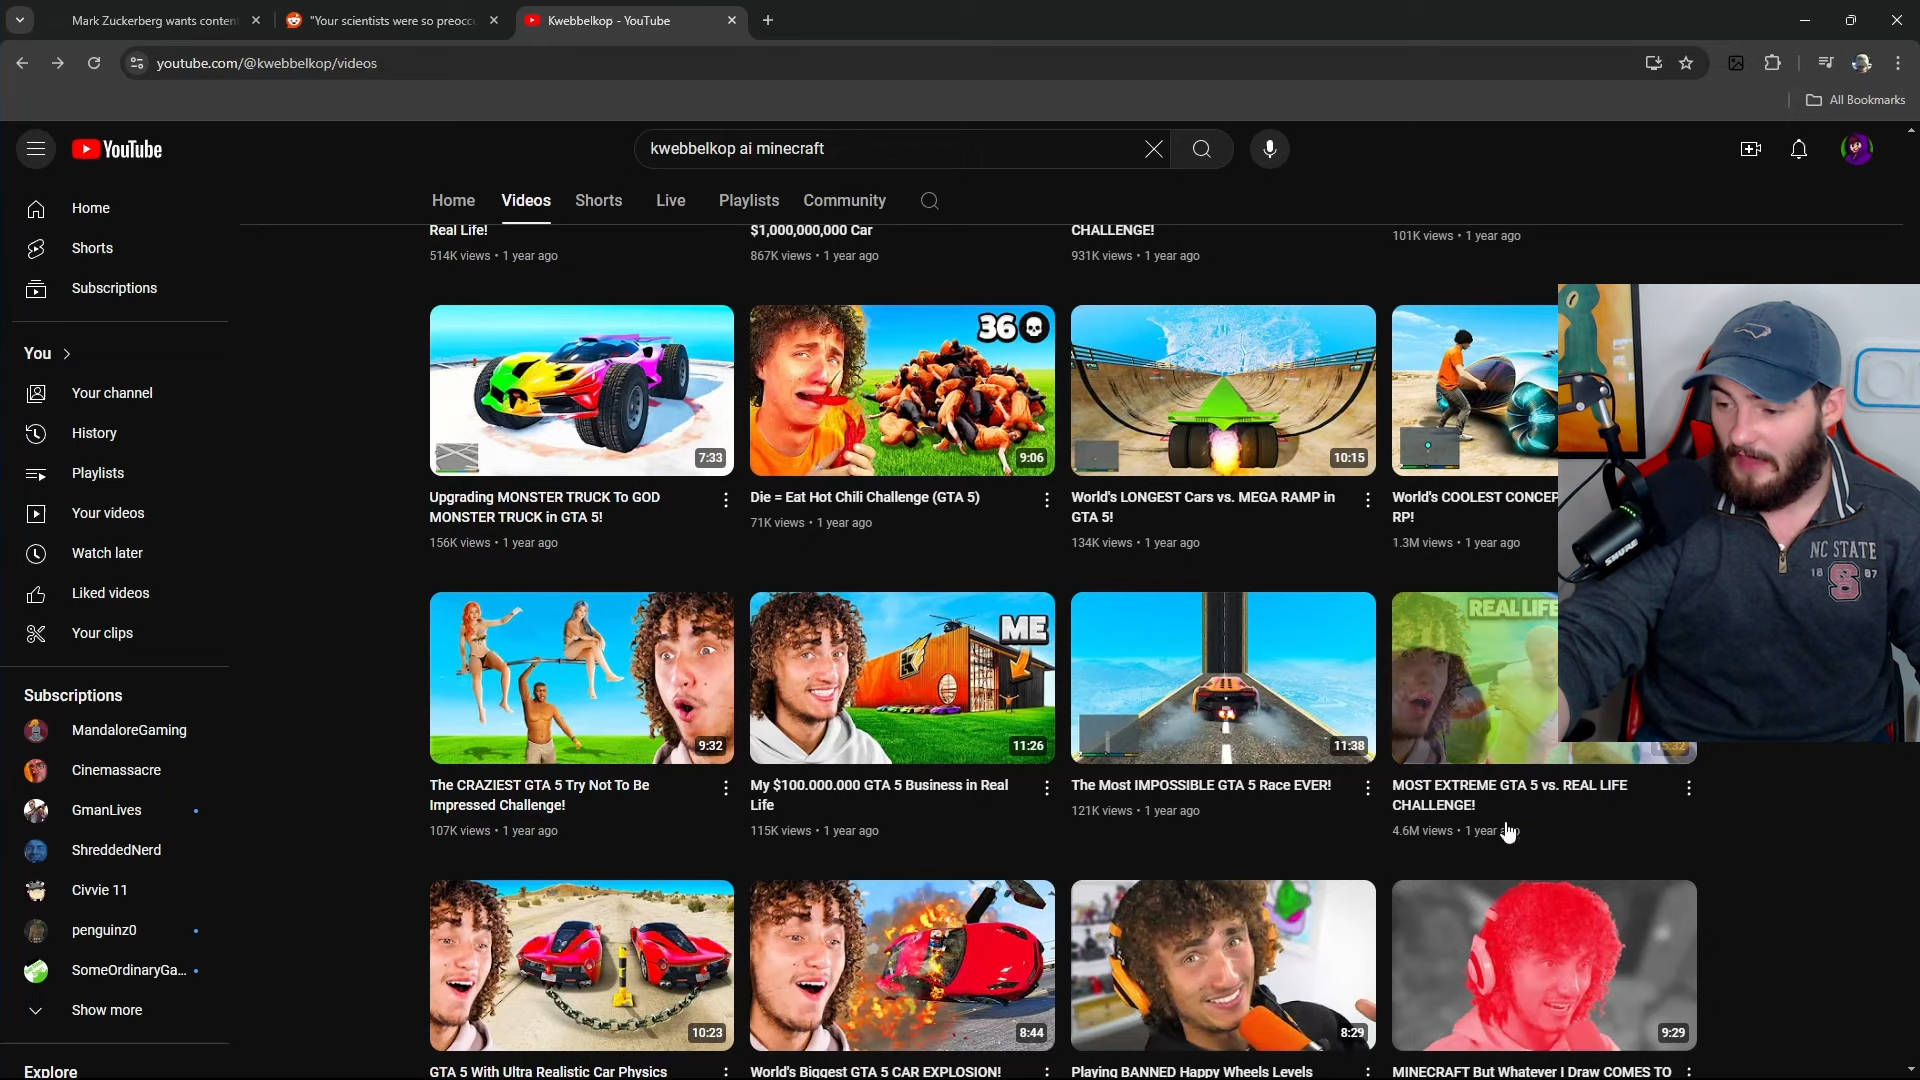 Mark Zuckerberg wants conten
"Your scientists were so preocc
Kwebbelkop - YouTube
youtube.com/@kwebbelkop/videos
All Bookmarks
YouTube
kwebbelkop ai minecraft
Home
Videos
Shorts
Live
Playlists
Community
Home
Shorts
Subscriptions
You
Your channel
History
Playlists
Your videos
Watch later
Liked videos
Your clips
Subscriptions
MandaloreGaming
Cinemassacre
GmanLives
ShreddedNerd
Civvie 11
penguinz0
SomeOrdinaryGa...
Show more
Explore
Real Life!
514K views • 1 year ago
$1,000,000,000 Car
867K views • 1 year ago
CHALLENGE!
931K views • 1 year ago
101K views • 1 year ago
7:33
Upgrading MONSTER TRUCK To GOD
MONSTER TRUCK in GTA 5!
156K views • 1 year ago
36
9:06
Die = Eat Hot Chili Challenge (GTA 5)
71K views • 1 year ago
10:15
World's LONGEST Cars vs. MEGA RAMP in
GTA 5!
134K views • 1 year ago
World's COOLEST CONCEP
RP!
1.3M views • 1 year ago
NC STATE
18 S 87
SHURE
9:32
The CRAZIEST GTA 5 Try Not To Be
Impressed Challenge!
107K views • 1 year ago
ME
11:26
My $100.000.000 GTA 5 Business in Real
Life
115K views • 1 year ago
11:38
The Most IMPOSSIBLE GTA 5 Race EVER!
121K views • 1 year ago
REAL LIFE
15:32
MOST EXTREME GTA 5 vs. REAL LIFE
CHALLENGE!
4.6M views • 1 year ago
10:23
GTA 5 With Ultra Realistic Car Physics
8:44
World's Biggest GTA 5 CAR EXPLOSION!
8:29
Playing BANNED Happy Wheels Levels
9:29
MINECRAFT But Whatever I Draw COMES TO